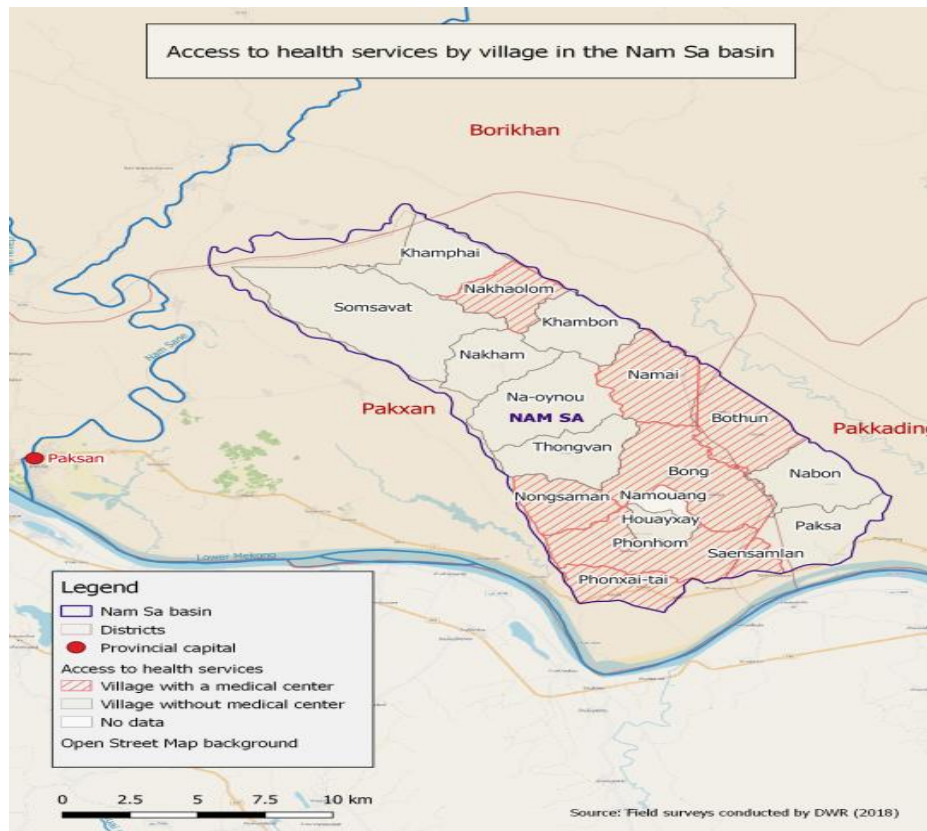 Access to health services by village in the Nam Sa basin
Borikhan
Khamphai
Nakhaolom
Somsavat
Khambon
Nam Sane
Nakham
Namai
Na-oynou
Pakxan
NAM SA
Bothun
Pakkading
Thongvan
Paksan
Bong
Nabon
Nongsaman
Namouang
Houayxay
Paksa
Phonhom
Saensamlan
Lower Mekong
Phonxai-tai
Legend
Nam Sa basin
Districts
Provincial capital
Access to health services
Village with a medical center
Village without medical center
No data
Open Street Map background
0 2.5 5 7.5 10 km
Source: Field surveys conducted by DWR (2018)